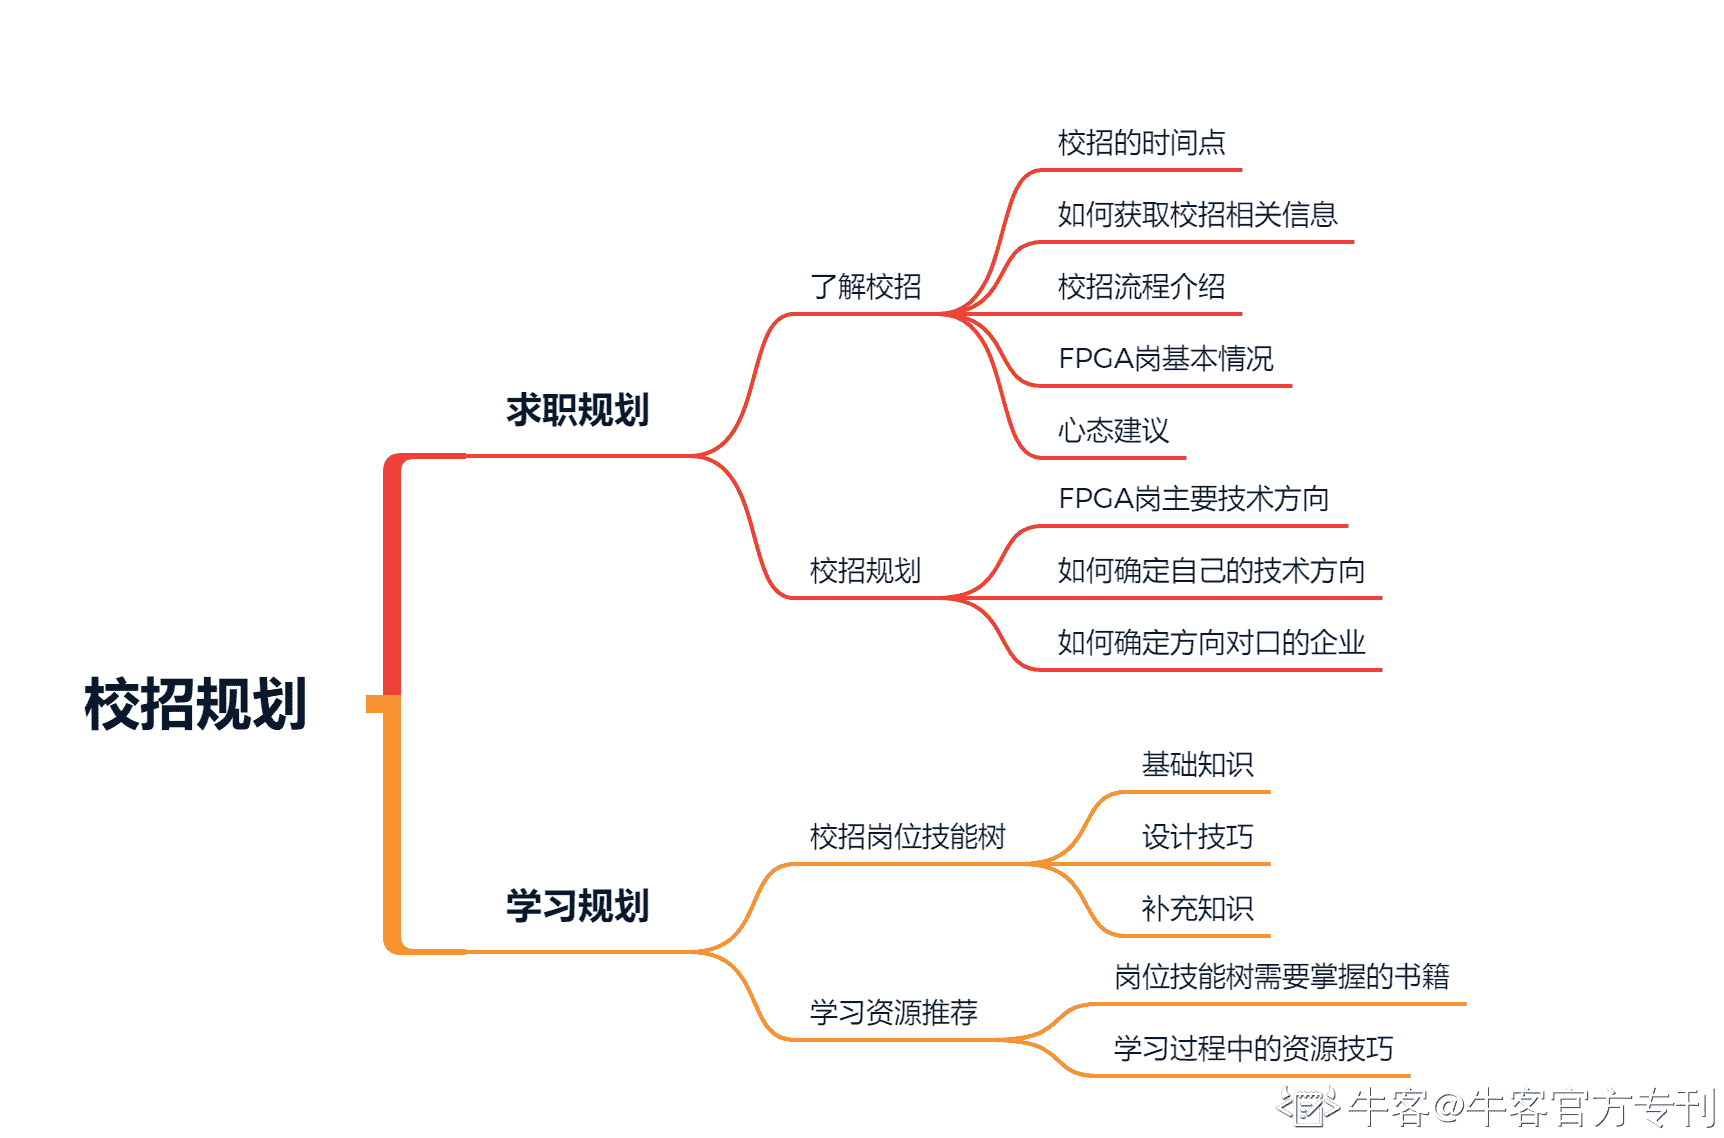 校招规划
求职规划
了解校招
校招的时间点
如何获取校招相关信息
校招流程介绍
FPGA岗基本情况
心态建议
校招规划
FPGA岗主要技术方向
如何确定自己的技术方向
如何确定方向对口的企业
学习规划
校招岗位技能树
基础知识
设计技巧
补充知识
学习资源推荐
岗位技能树需要掌握的书籍
学习过程中的资源技巧
牛客@牛客官方专刊